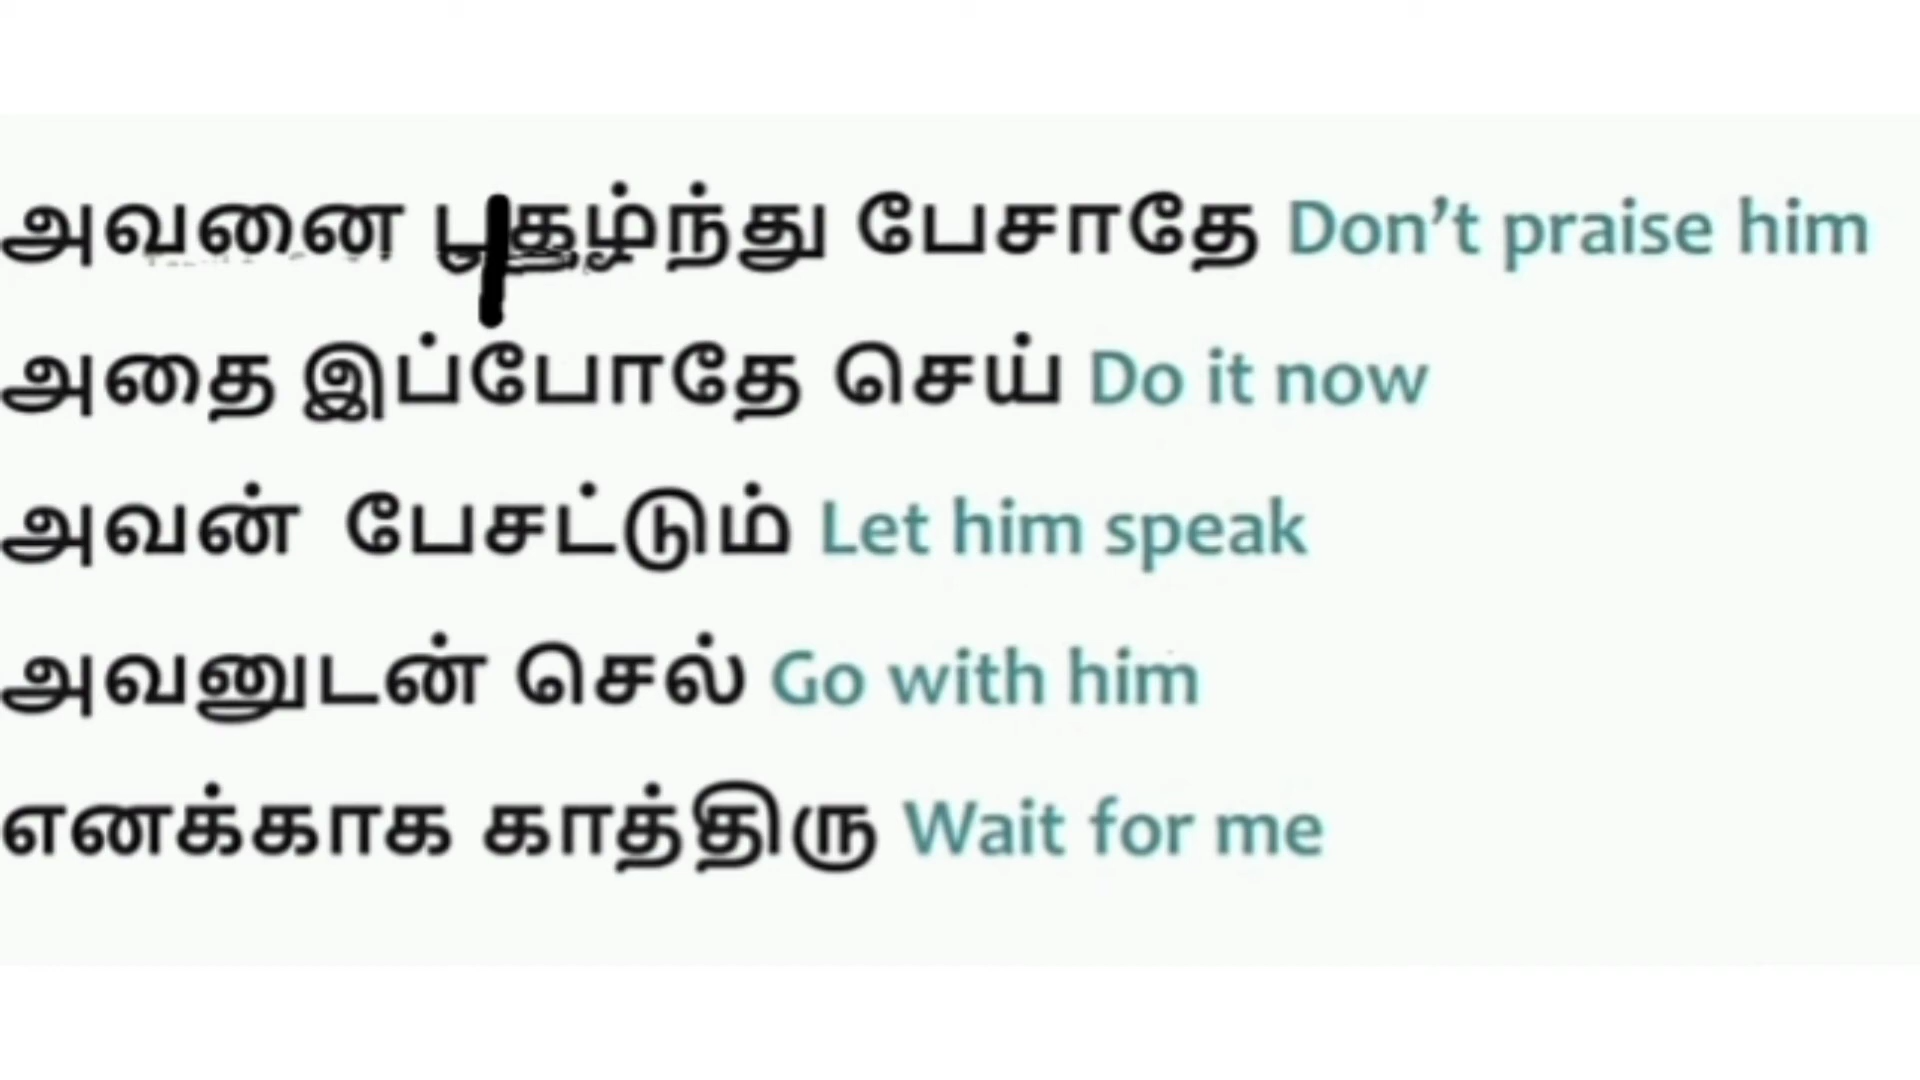 அவனை புகழ்ந்து பேசாதே Don’t praise him
அதை இப்போதே செய் Do it now
அவன் பேசட்டும் Let him speak
அவனுடன் செல் Go with him
எனக்காக காத்திரு Wait for me